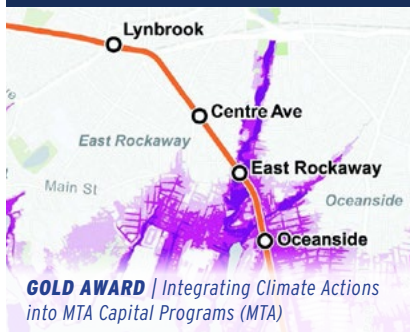 Lynbrook
Centre Ave
East Rockaway
East Rockaway
Main St
Oceanside
Oceanside
GOLD AWARD | Integrating Climate Actions
into MTA Capital Programs (MTA)